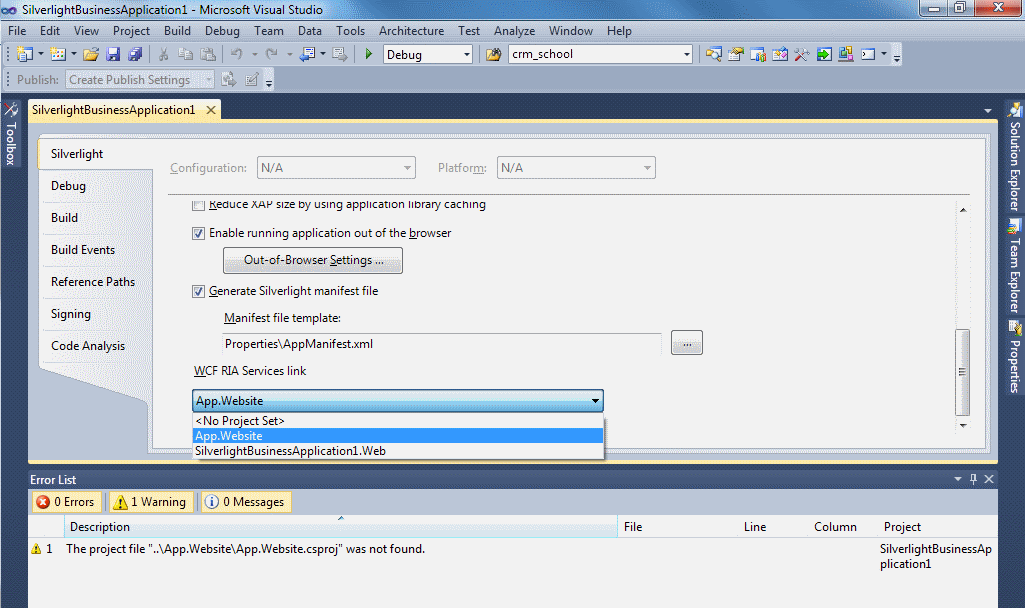 SilverlightBusinessApplication1 - Microsoft Visual Studio
File Edit View Project Build Debug Team Data Tools Architecture Test Analyze Window Help
Debug crm_school
Publish: Create Publish Settings
SilverlightBusinessApplication1
Toolbox
Solution Explorer
Team Explorer
Properties
Silverlight
Debug
Build
Build Events
Reference Paths
Signing
Code Analysis
Configuration: N/A Platform: N/A
Reduce XAP size by using application library caching
Enable running application out of the browser
Out-of-Browser Settings ...
Generate Silverlight manifest file
Manifest file template:
Properties\AppManifest.xml ...
WCF RIA Services link
App.Website
<No Project Set>
App.Website
SilverlightBusinessApplication1.Web
Error List
0 Errors 1 Warning 0 Messages
Description File Line Column Project
1 The project file "..\App.Website\App.Website.csproj" was not found. SilverlightBusinessAp
plication1